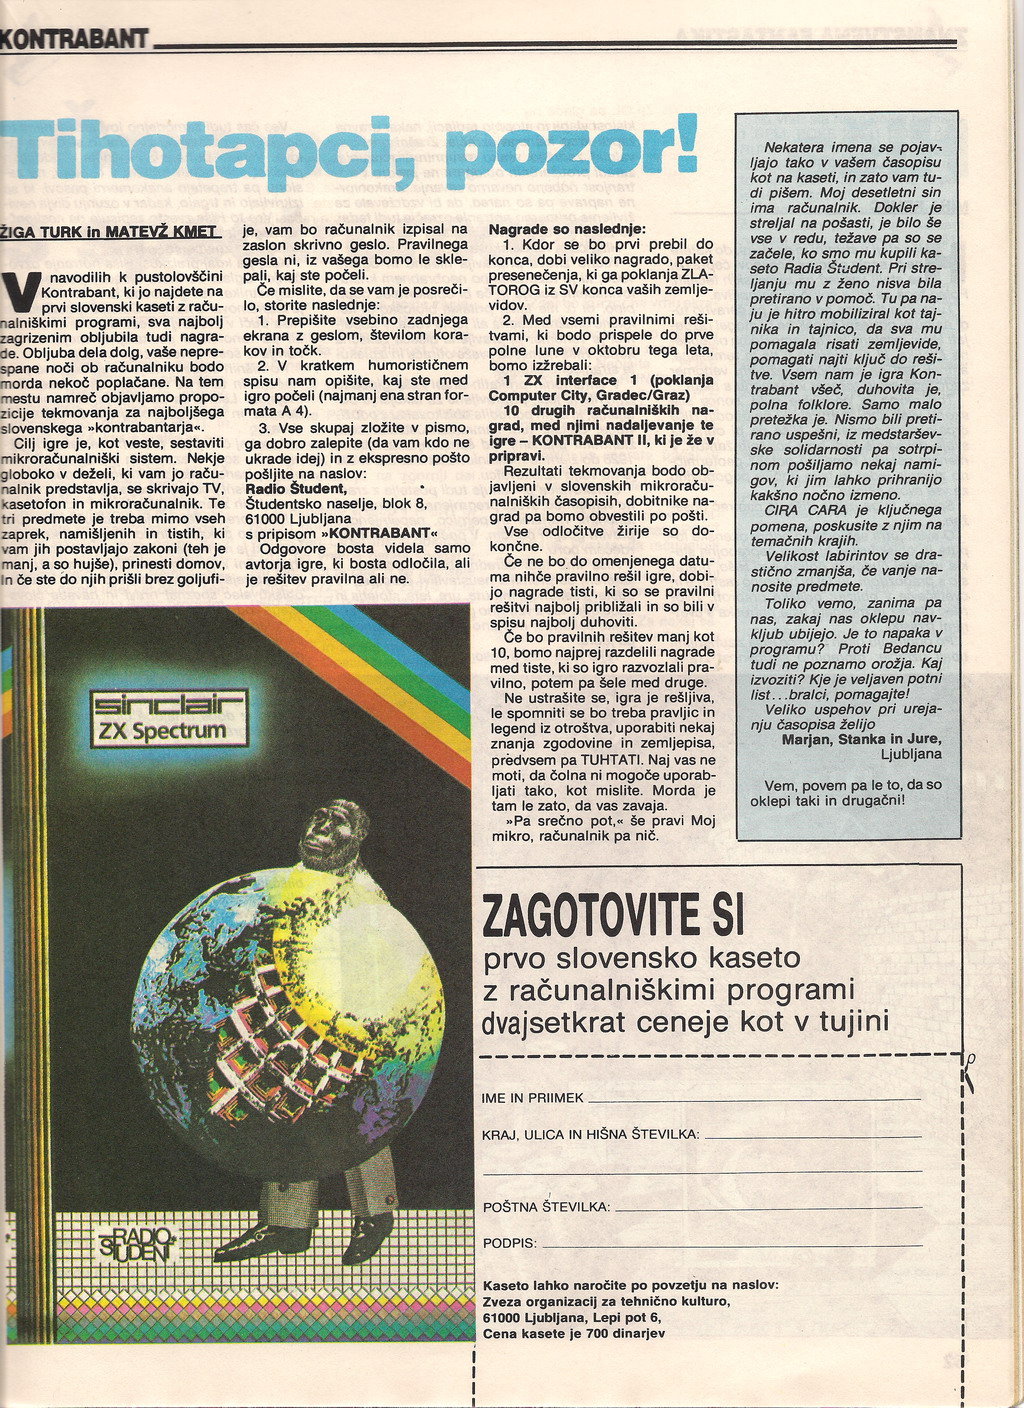 KONTRABANT
Tihotapci, pozor!
ŽIGA TURK in MATEVŽ KMET
V navodilih k pustolovščini
Kontrabant, ki jo najdete na
prvi slovenski kaseti z raču-
nalniškimi programi, sva najbolj
zagrizenim obljubila tudi nagra-
de. Obljuba dela dolg, vaše nepre-
spane noči ob računalniku bodo
morda nekoč poplačane. Na tem
mestu namreč objavljamo propo-
zicije tekmovanja za najboljšega
slovenskega »kontrabantarja«.
Cilj igre je, kot veste, sestaviti
mikroračunalniški sistem. Nekje
globoko v deželi, ki vam jo raču-
nalnik predstavlja, se skrivajo TV,
kasetofon in mikroračunalnik. Te
tri predmete je treba mimo vseh
zaprek, namišljenih in tistih, ki
vam jih postavljajo zakoni (teh je
manj, a so hujše), prinesti domov,
In če ste do njih prišli brez goljufi-
je, vam bo računalnik izpisal na
zaslon skrivno geslo. Pravilnega
gesla ni, iz vašega bomo le skle-
pali, kaj ste počeli.
Če mislite, da se vam je posreči-
lo, storite naslednje:
1. Prepišite vsebino zadnjega
ekrana z geslom, številom kora-
kov in točk.
2. V kratkem humorističnem
spisu nam opišite, kaj ste med
igro počeli (najmanj ena stran for-
mata A 4).
3. Vse skupaj zložite v pismo,
ga dobro zalepite (da vam kdo ne
ukrade idej) in z ekspresno pošto
pošljite na naslov:
Radio Študent,
Študentsko naselje, blok 8,
61000 Ljubljana
s pripisom »KONTRABANT«
Odgovore bosta videla samo
avtorja igre, ki bosta odločila, ali
je rešitev pravilna ali ne.
Nagrade so naslednje:
1. Kdor se bo prvi prebil do
konca, dobi veliko nagrado, paket
presenečenja, ki ga poklanja ZLA-
TOROG iz SV konca vaših zemlje-
vidov.
2. Med vsemi pravilnimi reši-
tvami, ki bodo prispele do prve
polne lune v oktobru tega leta,
bomo izžrebali:
1 ZX interface 1 (poklanja
Computer City, Gradec/Graz)
10 drugih računalniških na-
grad, med njimi nadaljevanje te
igre – KONTRABANT II, ki je že v
pripravi.
Rezultati tekmovanja bodo ob-
javljeni v slovenskih mikroraču-
nalniških časopisih, dobitnike na-
grad pa bomo obvestili po pošti.
Vse odločitve žirije so do-
končne.
Če ne bo do omenjenega datu-
ma nihče pravilno rešil igre, dobi-
jo nagrade tisti, ki so se pravilni
rešitvi najbolj približali in so bili v
spisu najbolj duhoviti.
Če bo pravilnih rešitev manj kot
10, bomo najprej razdelili nagrade
med tiste, ki so igro razvozlali pra-
vilno, potem pa šele med druge.
Ne ustrašite se, igra je rešljiva,
le spomniti se bo treba pravljic in
legend iz otroštva, uporabiti nekaj
znanja zgodovine in zemljepisa,
predvsem pa TUHTATI. Naj vas ne
moti, da čolna ni mogoče uporab-
ljati tako, kot mislite. Morda je
tam le zato, da vas zavaja.
»Pa srečno pot,« še pravi Moj
mikro, računalnik pa nič.
Nekatera imena se pojav-
ljajo tako v vašem časopisu
kot na kaseti, in zato vam tu-
di pišem. Moj desetletni sin
ima računalnik. Dokler je
streljal na pošasti, je bilo še
vse v redu, težave pa so se
začele, ko smo mu kupili ka-
seto Radia Študent. Pri stre-
ljanju mu z ženo nisva bila
pretirano v pomoč. Tu pa na-
ju je hitro mobiliziral kot taj-
nika in tajnico, da sva mu
pomagala risati zemljevide,
pomagati najti ključ do reši-
tve. Vsem nam je igra Kon-
trabant všeč, duhovita je,
polna folklore. Samo malo
pretežka je. Nismo bili preti-
rano uspešni, iz medstaršev-
ske solidarnosti pa sotrpi-
nom pošiljamo nekaj nami-
gov, ki jim lahko prihranijo
kakšno nočno izmeno.
CIRA CARA je ključnega
pomena, poskusite z njim na
temačnih krajih.
Velikost labirintov se dra-
stično zmanjša, če vanje na-
nosite predmete.
Toliko vemo, zanima pa
nas, zakaj nas oklepu nav-
kljub ubijejo. Je to napaka v
programu? Proti Bedancu
tudi ne poznamo orožja. Kaj
izvoziti? Kje je veljaven potni
list...bralci, pomagajte!
Veliko uspehov pri ureja-
nju časopisa želijo
Marjan, Stanka in Jure,
Ljubljana
Vem, povem pa le to, da so
oklepi taki in drugačni!
sinclair
ZX Spectrum
RADIO
ŠTUDENT
ZAGOTOVITE SI
prvo slovensko kaseto
z računalniškimi programi
dvajsetkrat ceneje kot v tujini
IME IN PRIIMEK
KRAJ, ULICA IN HIŠNA ŠTEVILKA:
POŠTNA ŠTEVILKA:
PODPIS:
Kaseto lahko naročite po povzetju na naslov:
Zveza organizacij za tehnično kulturo,
61000 Ljubljana, Lepi pot 6,
Cena kasete je 700 dinarjev